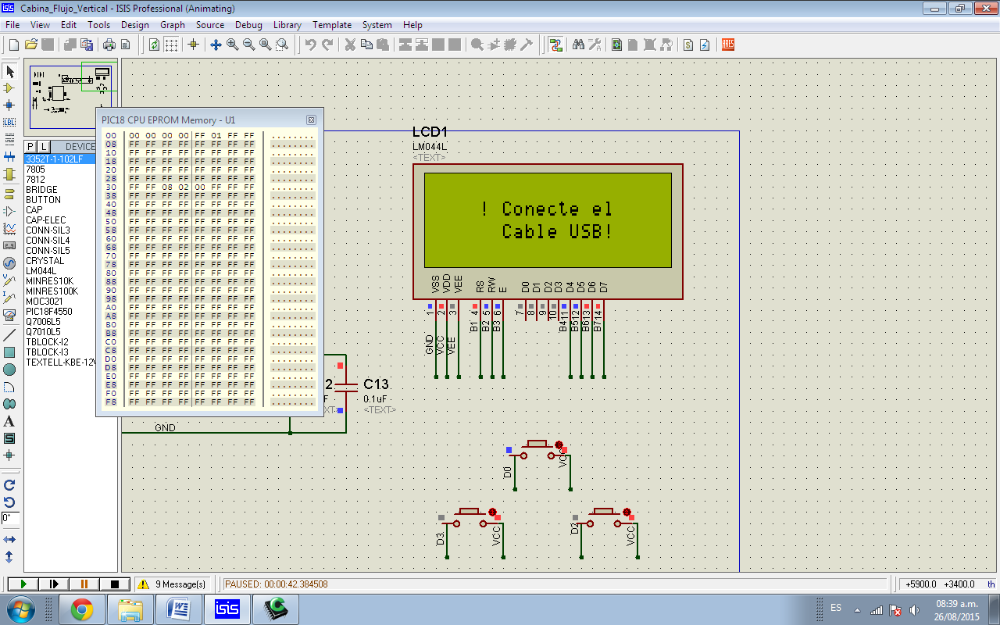 Cabina_Flujo_Vertical - ISIS Professional (Animating)
File View Edit Tools Design Graph Source Debug Library Template System Help
PIC18 CPU EPROM Memory - U1
00 00 00 00 00 FF 01 FF FF ........
08 FF FF FF FF FF FF FF FF ........
10 FF FF FF FF FF FF FF FF ........
18 FF FF FF FF FF FF FF FF ........
20 FF FF FF FF FF FF FF FF ........
28 FF FF FF FF FF FF FF FF ........
30 FF FF 08 02 00 FF FF FF ........
38 FF FF FF FF FF FF FF FF ........
40 FF FF FF FF FF FF FF FF ........
48 FF FF FF FF FF FF FF FF ........
50 FF FF FF FF FF FF FF FF ........
58 FF FF FF FF FF FF FF FF ........
60 FF FF FF FF FF FF FF FF ........
68 FF FF FF FF FF FF FF FF ........
70 FF FF FF FF FF FF FF FF ........
78 FF FF FF FF FF FF FF FF ........
80 FF FF FF FF FF FF FF FF ........
88 FF FF FF FF FF FF FF FF ........
90 FF FF FF FF FF FF FF FF ........
98 FF FF FF FF FF FF FF FF ........
A0 FF FF FF FF FF FF FF FF ........
A8 FF FF FF FF FF FF FF FF ........
B0 FF FF FF FF FF FF FF FF ........
B8 FF FF FF FF FF FF FF FF ........
C0 FF FF FF FF FF FF FF FF ........
C8 FF FF FF FF FF FF FF FF ........
D0 FF FF FF FF FF FF FF FF ........
D8 FF FF FF FF FF FF FF FF ........
E0 FF FF FF FF FF FF FF FF ........
E8 FF FF FF FF FF FF FF FF ........
F0 FF FF FF FF FF FF FF FF ........
F8 FF FF FF FF FF FF FF FF ........
P L DEVICE
3352T-1-102LF
7805
7812
BRIDGE
BUTTON
CAP
CAP-ELEC
CONN-SIL3
CONN-SIL4
CONN-SIL5
CRYSTAL
LM044L
MINRES10K
MINRES100K
MOC3021
PIC18F4550
Q7006L5
Q7010L5
TBLOCK-I2
TBLOCK-I3
TEXTELL-KBE-12V
LBL
A
S
0°
ARES
LCD1
LM044L
<TEXT>
! Conecte el
Cable USB!
VSS VDD VEE RS RW E D0 D1 D2 D3 D4 D5 D6 D7
1 2 3 4 5 6 7 8 9 10 11 12 13 14
B1 B2 B3 B4 B5 B6 B7
GND VCC VEE
2 C13
F 0.1uF
XT> <TEXT>
GND
D0 VCC
D3 VCC D2 VCC
9 Message(s) PAUSED: 00:00:42.384508 +5900.0 +3400.0 th
isis
ES 08:39 a.m.
26/08/2015